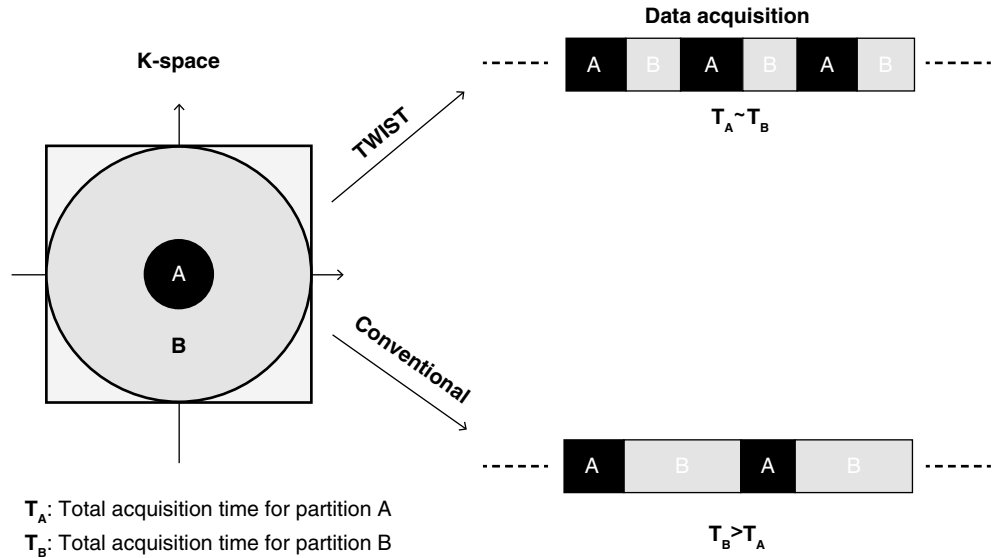 Data acquisition
K-space
A B A B A B
T_A~T_B
TWIST
A
B
Conventional
A B A B
T_B>T_A
T_A: Total acquisition time for partition A
T_B: Total acquisition time for partition B